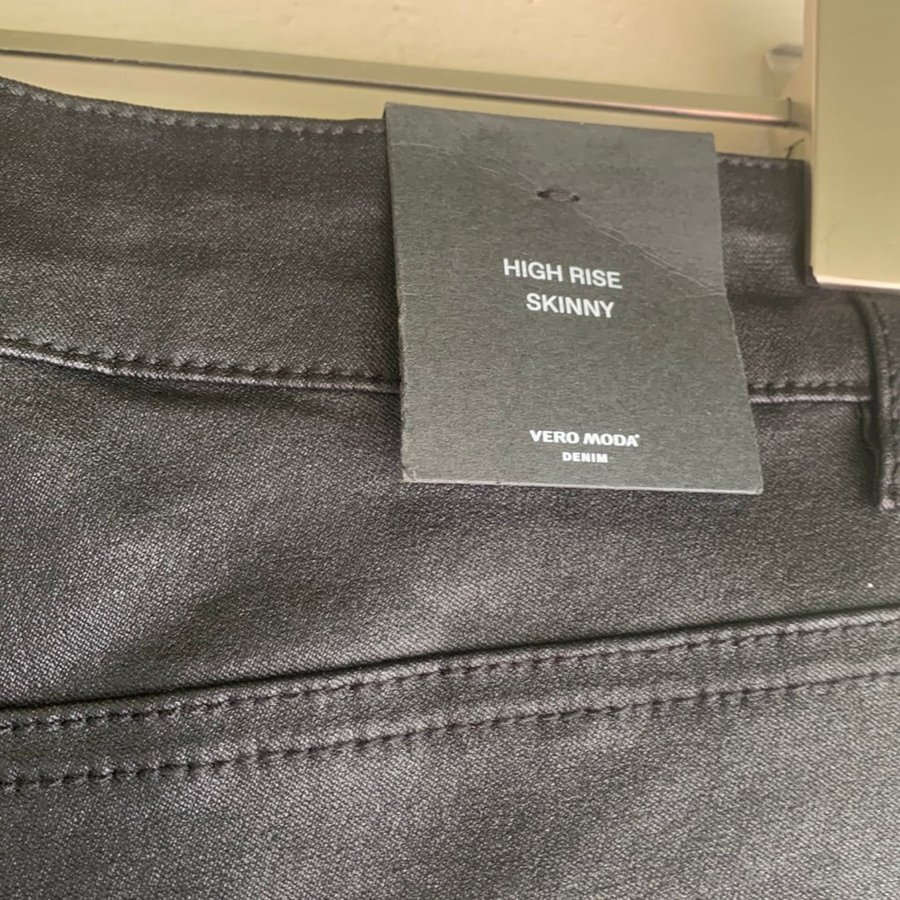 HIGH RISE
SKINNY
VERO MODA®
DENIM